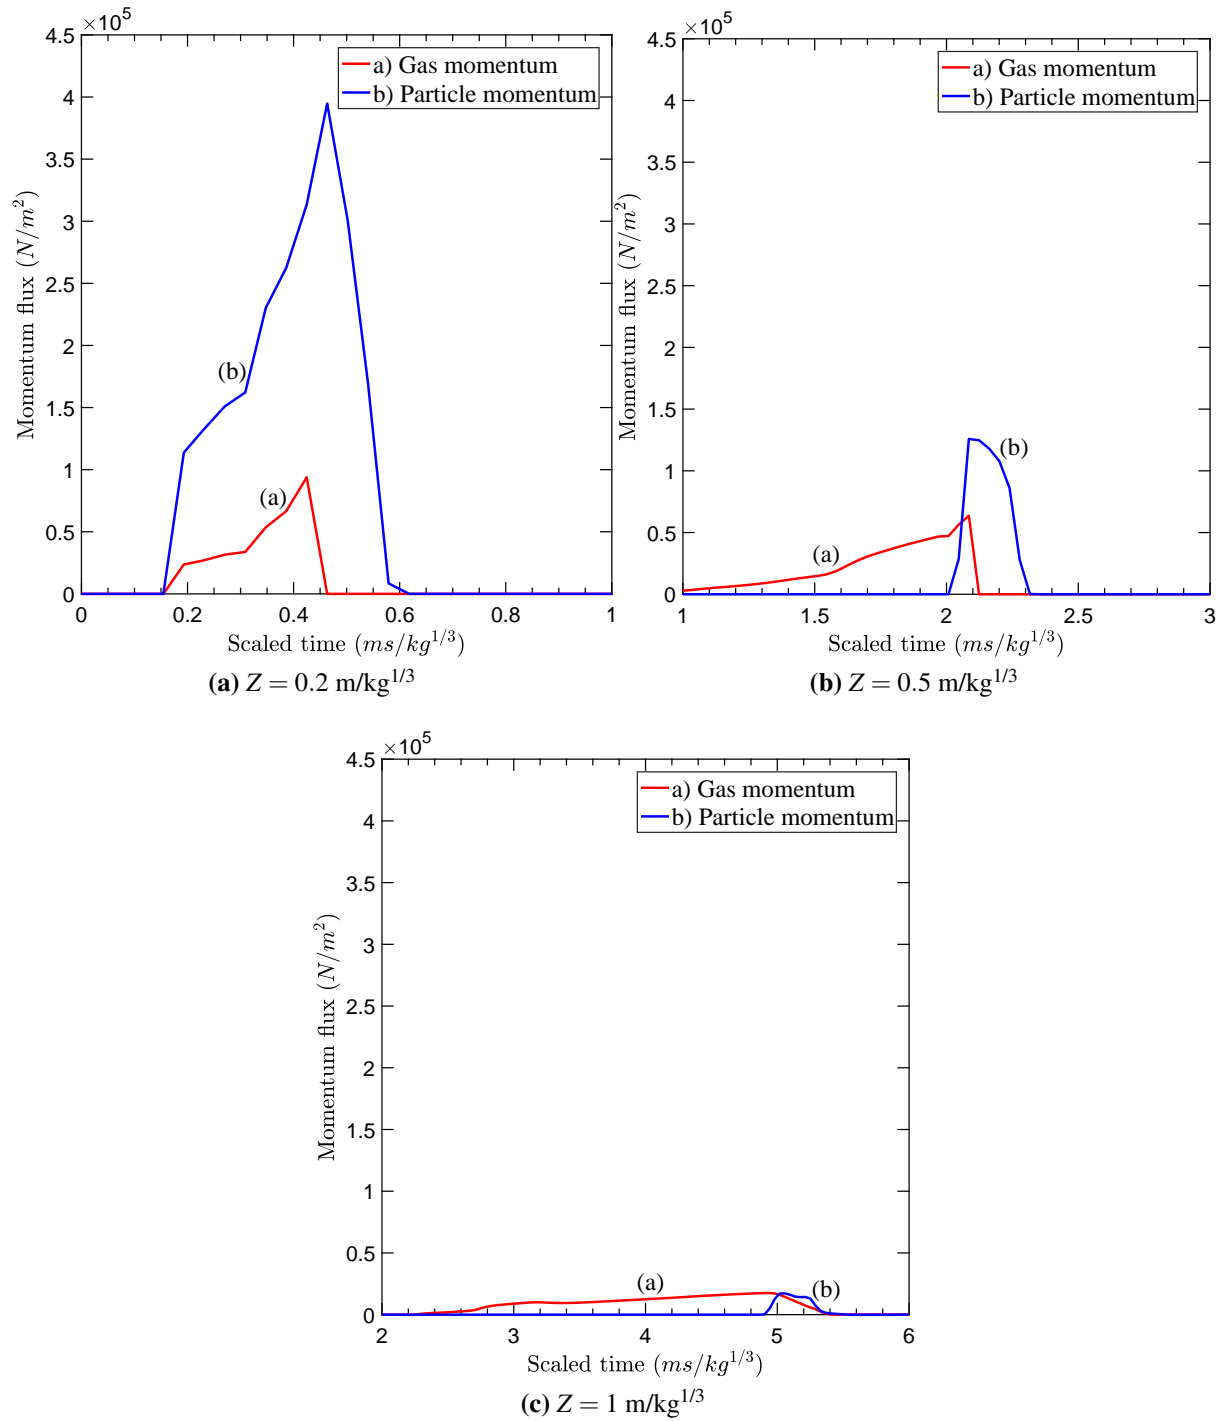 ×10^5
4.5
4
3.5
3
2.5
2
1.5
1
0.5
0
Momentum flux (N/m^2)
a) Gas momentum
b) Particle momentum
(b)
(a)
0 0.2 0.4 0.6 0.8 1
Scaled time (ms/kg^{1/3})
(a) Z = 0.2 m/kg^{1/3}
×10^5
4.5
4
3.5
3
2.5
2
1.5
1
0.5
0
Momentum flux (N/m^2)
a) Gas momentum
b) Particle momentum
(b)
(a)
1 1.5 2 2.5 3
Scaled time (ms/kg^{1/3})
(b) Z = 0.5 m/kg^{1/3}
×10^5
4.5
4
3.5
3
2.5
2
1.5
1
0.5
0
Momentum flux (N/m^2)
a) Gas momentum
b) Particle momentum
(a)
(b)
2 3 4 5 6
Scaled time (ms/kg^{1/3})
(c) Z = 1 m/kg^{1/3}